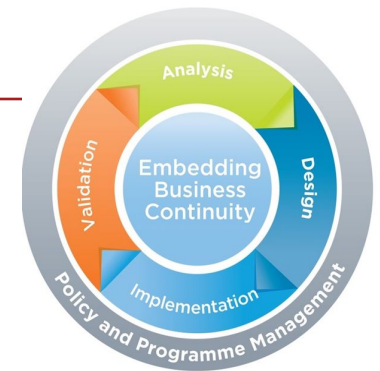 Analysis
Design
Implementation
Validation
Embedding
Business
Continuity
Policy and Programme Management